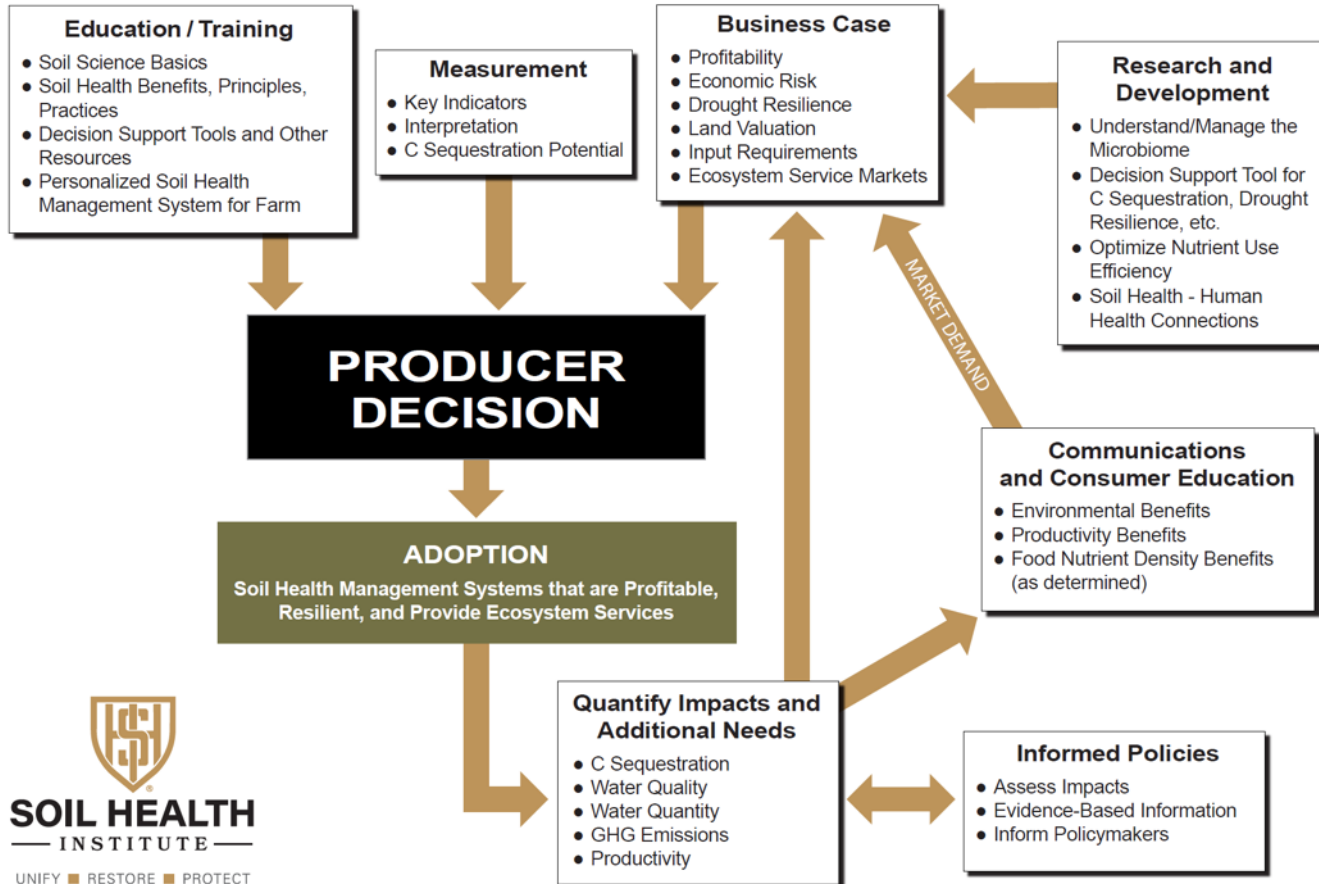 Education / Training
● Soil Science Basics
● Soil Health Benefits, Principles,
Practices
● Decision Support Tools and Other
Resources
● Personalized Soil Health
Management System for Farm
Measurement
● Key Indicators
● Interpretation
● C Sequestration Potential
Business Case
● Profitability
● Economic Risk
● Drought Resilience
● Land Valuation
● Input Requirements
● Ecosystem Service Markets
Research and
Development
● Understand/Manage the
Microbiome
● Decision Support Tool for
C Sequestration, Drought
Resilience, etc.
● Optimize Nutrient Use
Efficiency
● Soil Health - Human
Health Connections
MARKET DEMAND
PRODUCER
DECISION
Communications
and Consumer Education
● Environmental Benefits
● Productivity Benefits
● Food Nutrient Density Benefits
(as determined)
ADOPTION
Soil Health Management Systems that are Profitable,
Resilient, and Provide Ecosystem Services
Quantify Impacts and
Additional Needs
● C Sequestration
● Water Quality
● Water Quantity
● GHG Emissions
● Productivity
Informed Policies
● Assess Impacts
● Evidence-Based Information
● Inform Policymakers
SHI
®
SOIL HEALTH
INSTITUTE
UNIFY ■ RESTORE ■ PROTECT